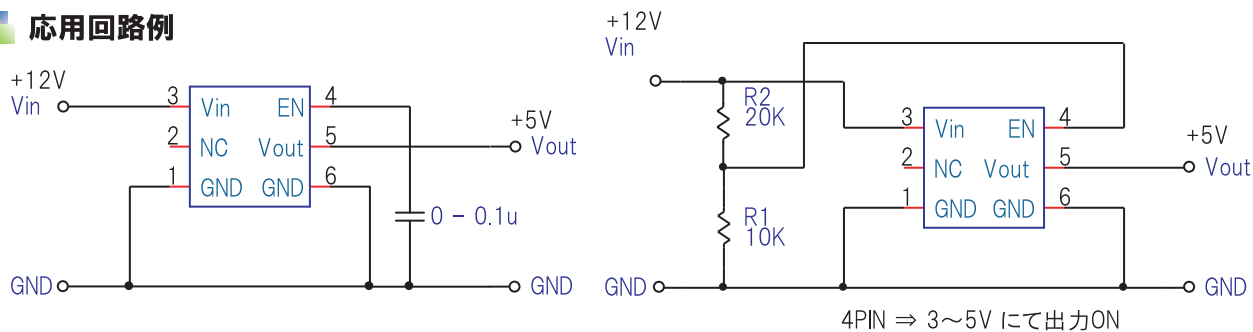 応用回路例
+12V
Vin
3 Vin EN 4
2 NC Vout 5
1 GND GND 6
+5V
Vout
0 - 0.1u
GND
GND
+12V
Vin
R2
20K
R1
10K
3 Vin EN 4
2 NC Vout 5
1 GND GND 6
+5V
Vout
GND
GND
4PIN ⇒ 3～5V にて出力ON